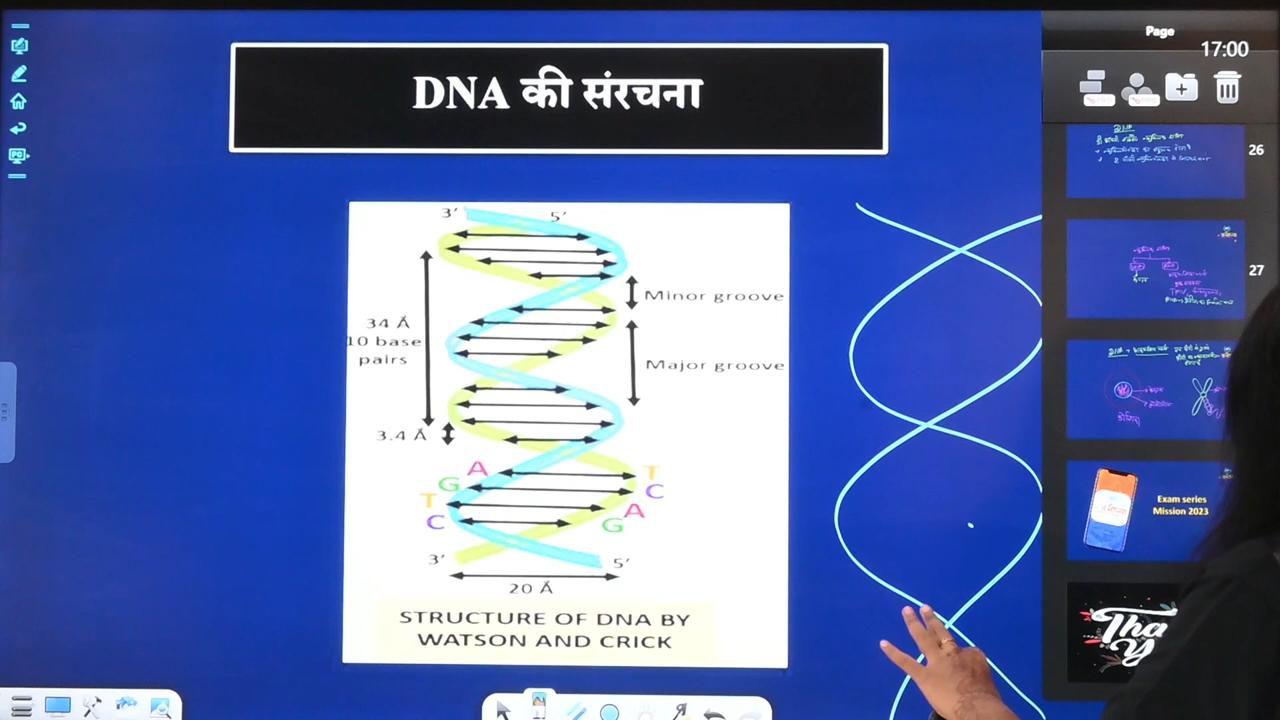 Page
17:00
DNA की संरचना
26
27
3′ 5′
Minor groove
34 Å
10 base
pairs
Major groove
3.4 Å
A T
G C
T A
C G
3′ 5′
20 Å
STRUCTURE OF DNA BY
WATSON AND CRICK
Exam series
Mission 2023
PC